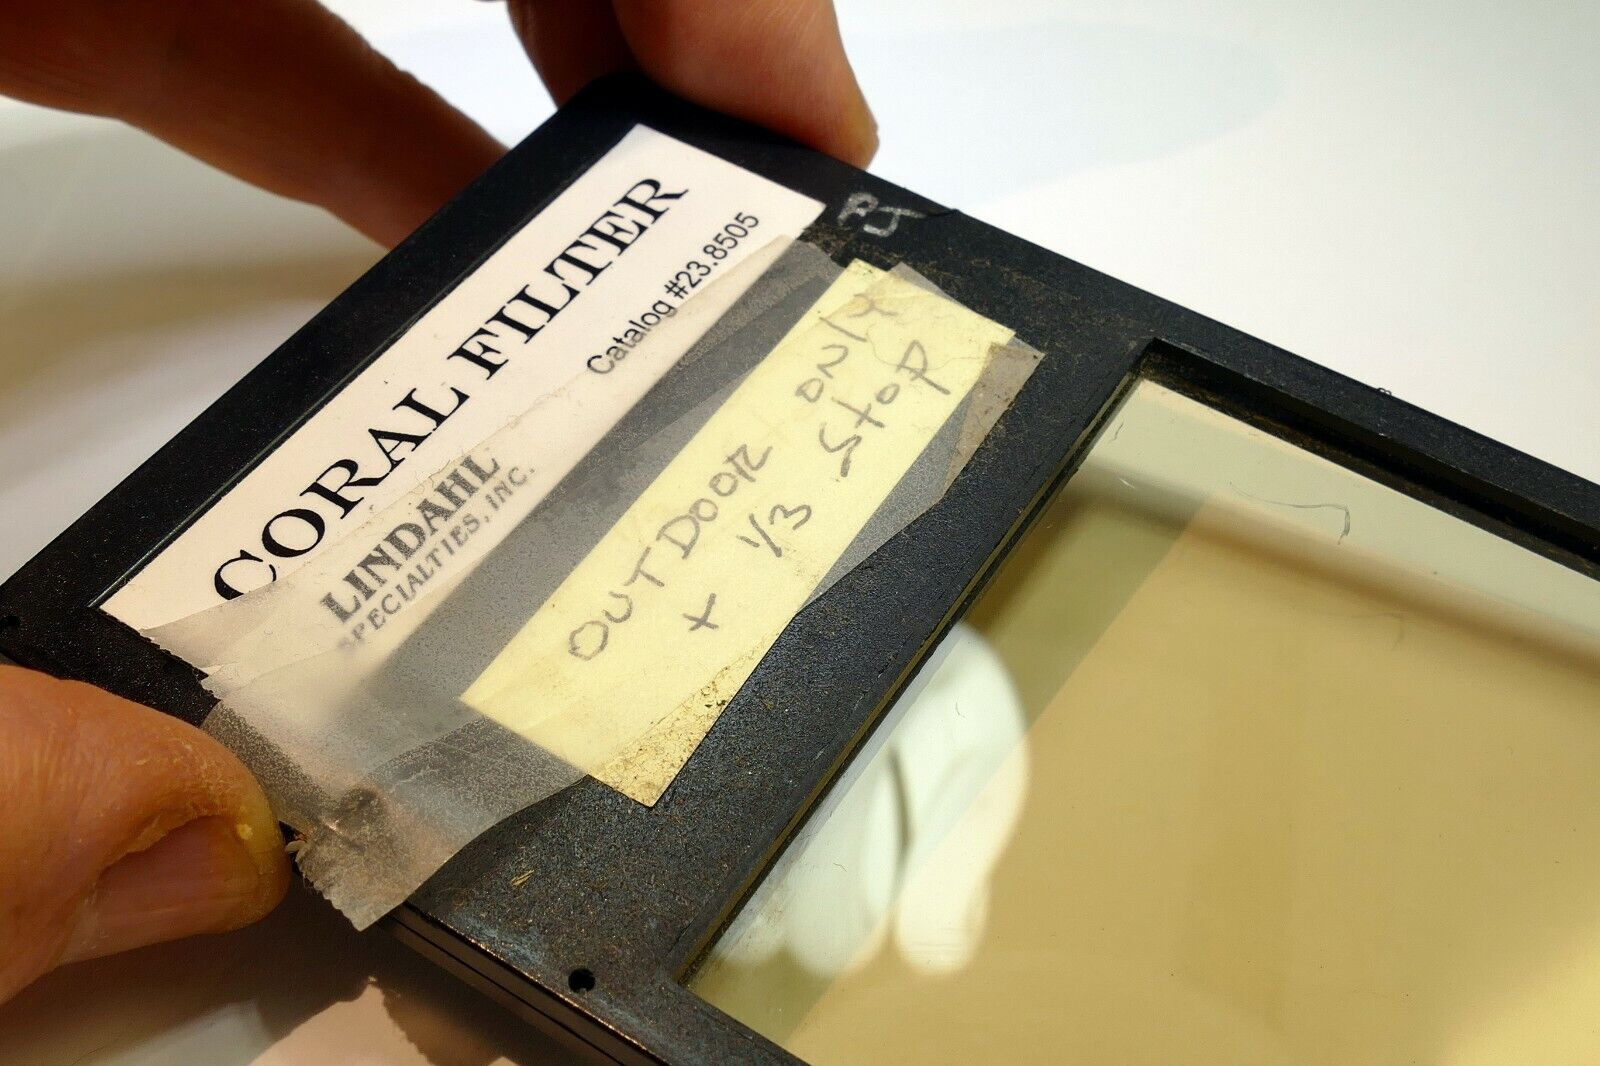 CORAL FILTER
Catalog #23.8505
LINDAHL
SPECIALTIES, INC.
OUTDOOR ONLY
+ 1/3 STOP